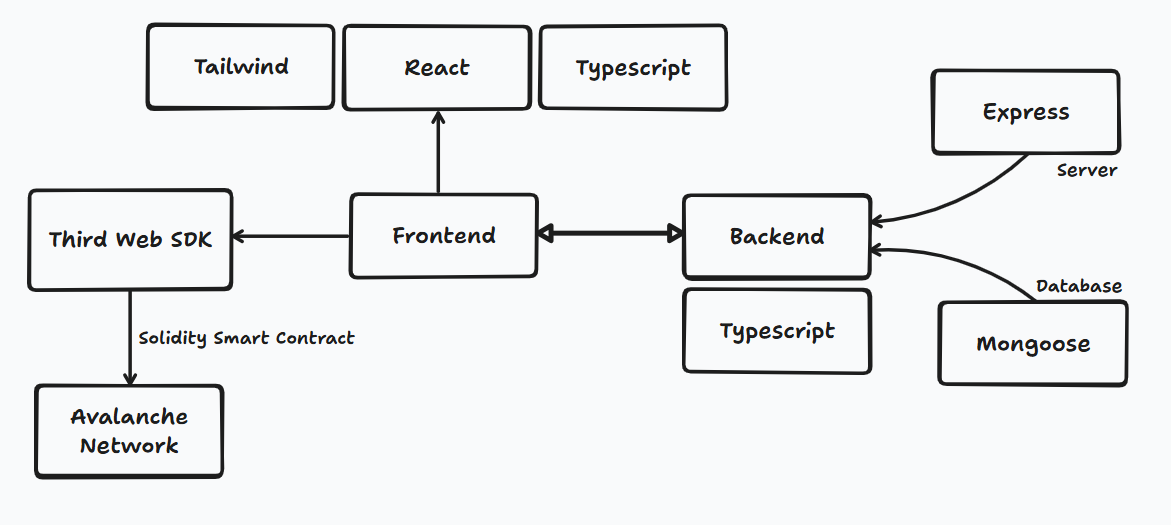 Tailwind
React
Typescript
Express
Server
Third Web SDK
Frontend
Backend
Database
Typescript
Mongoose
Solidity Smart Contract
Avalanche
Network